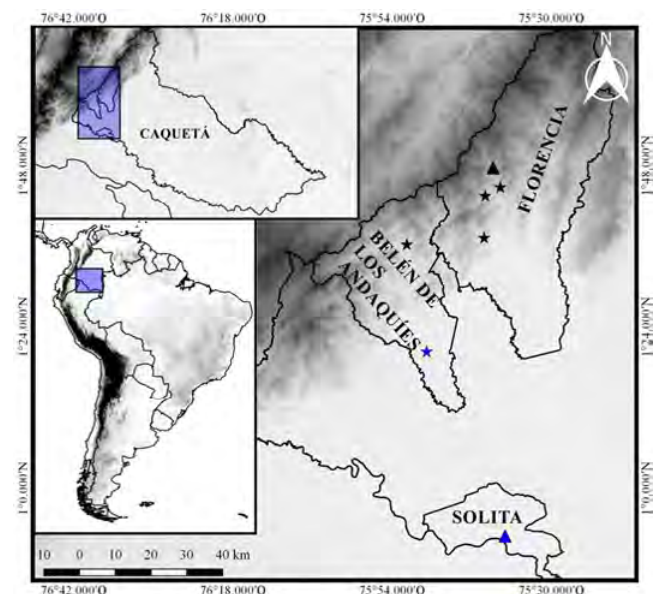 76°42.000'O 76°18.000'O 75°54.000'O 75°30.000'O
N
CAQUETÁ
1°48.000'N
1°48.000'N
FLORENCIA
BELÉN DE
LOS
ANDAQUÍES
1°24.000'N
1°24.000'N
1°0.000'N
1°0.000'N
SOLITA
10 0 10 20 30 40 km
76°42.000'O 76°18.000'O 75°54.000'O 75°30.000'O